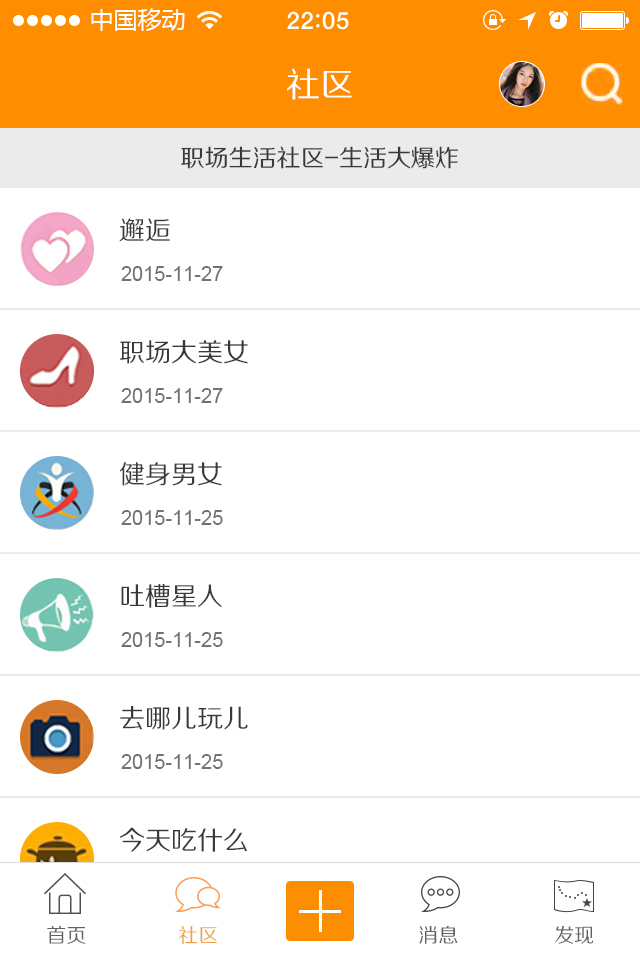 中国移动 22:05
社区
职场生活社区-生活大爆炸
邂逅
2015-11-27
职场大美女
2015-11-27
健身男女
2015-11-25
吐槽星人
2015-11-25
去哪儿玩儿
2015-11-25
今天吃什么
首页 社区 消息 发现